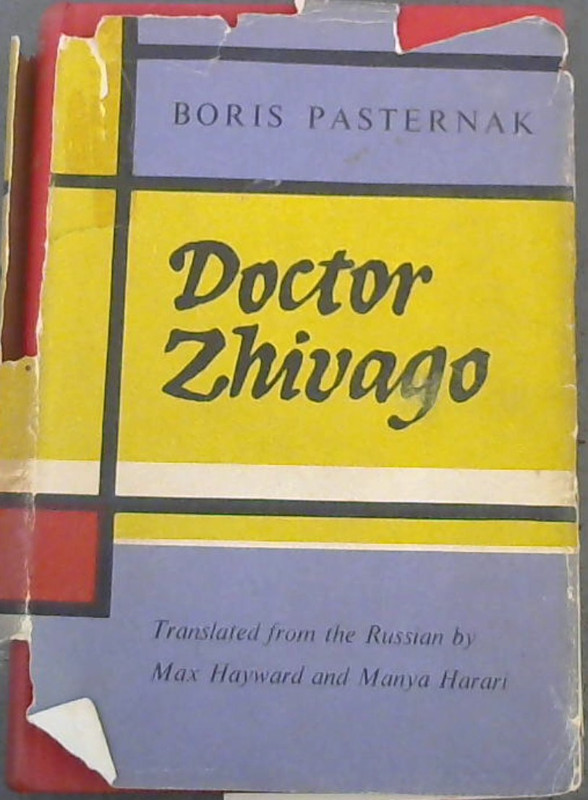 BORIS PASTERNAK
Doctor
Zhivago
Translated from the Russian by
Max Hayward and Manya Harari